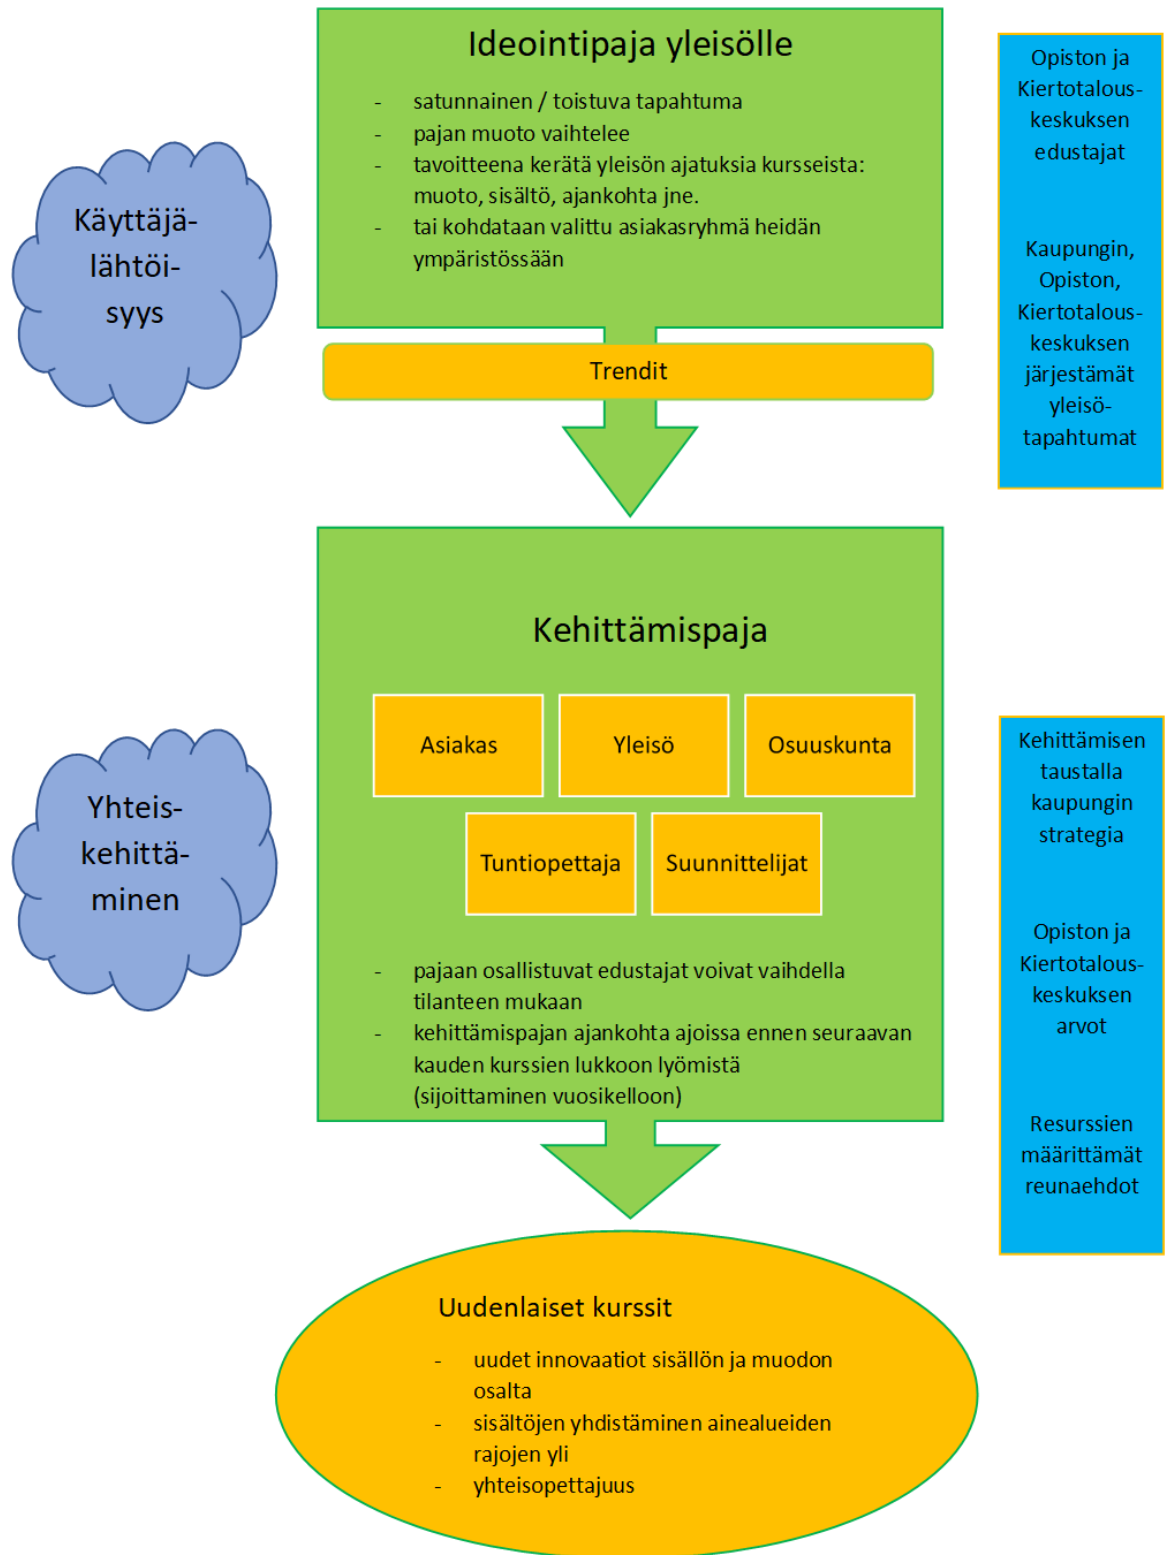 Ideointipaja yleisölle
- satunnainen / toistuva tapahtuma
- pajan muoto vaihtelee
- tavoitteena kerätä yleisön ajatuksia kursseista:
muoto, sisältö, ajankohta jne.
- tai kohdataan valittu asiakasryhmä heidän
ympäristössään
Käyttäjä-
lähtöi-
syys
Opiston ja
Kiertotalous-
keskuksen
edustajat
Kaupungin,
Opiston,
Kiertotalous-
keskuksen
järjestämät
yleisö-
tapahtumat
Trendit
Kehittämispaja
Asiakas
Yleisö
Osuuskunta
Tuntiopettaja
Suunnittelijat
- pajaan osallistuvat edustajat voivat vaihdella
tilanteen mukaan
- kehittämispajan ajankohta ajoissa ennen seuraavan
kauden kurssien lukkoon lyömistä
(sijoittaminen vuosikelloon)
Yhteis-
kehittä-
minen
Kehittämisen
taustalla
kaupungin
strategia
Opiston ja
Kiertotalous-
keskuksen
arvot
Resurssien
määrittämät
reunaehdot
Uudenlaiset kurssit
- uudet innovaatiot sisällön ja muodon
osalta
- sisältöjen yhdistäminen ainealueiden
rajojen yli
- yhteisopettajuus